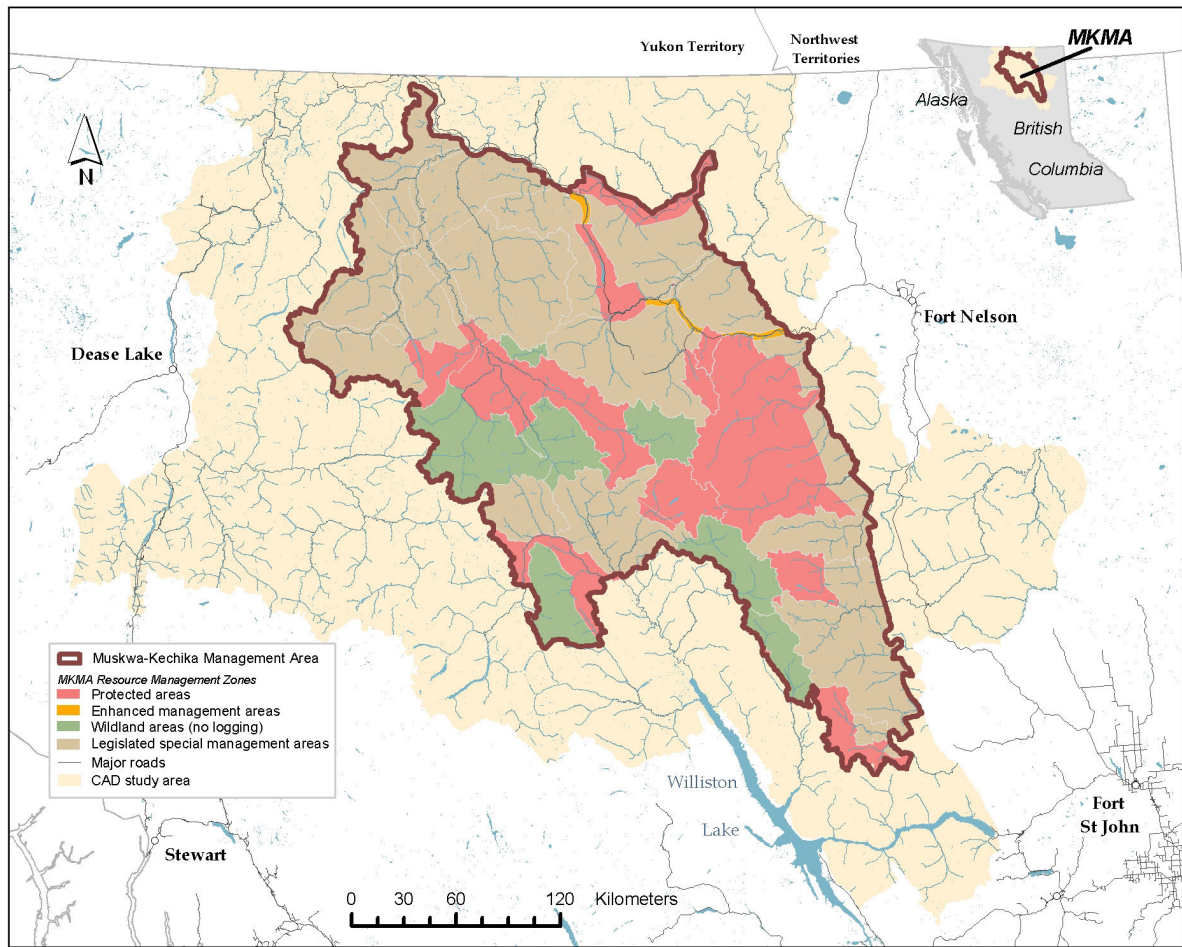 Yukon Territory
Northwest
Territories
MKMA
Alaska
British
Columbia
N
Dease Lake
Fort Nelson
Muskwa-Kechika Management Area
MKMA Resource Management Zones
Protected areas
Enhanced management areas
Wildland areas (no logging)
Legislated special management areas
Major roads
CAD study area
Williston
Lake
Fort
St John
Stewart
0 30 60 120 Kilometers